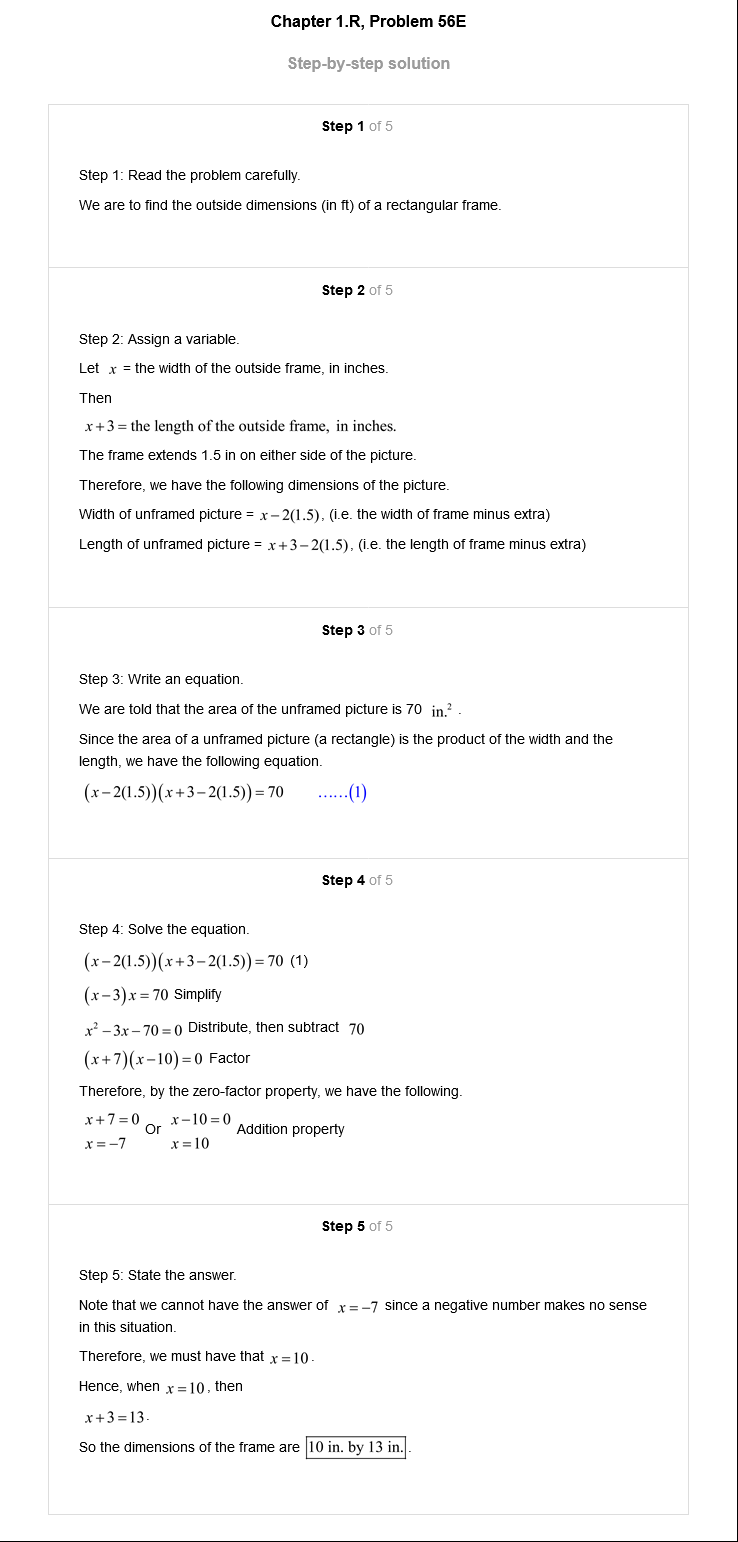 Chapter 1.R, Problem 56E
Step-by-step solution
Step 1 of 5
Step 1: Read the problem carefully.
We are to find the outside dimensions (in ft) of a rectangular frame.
Step 2 of 5
Step 2: Assign a variable.
Let x = the width of the outside frame, in inches.
Then
x+3 = the length of the outside frame, in inches.
The frame extends 1.5 in on either side of the picture.
Therefore, we have the following dimensions of the picture.
Width of unframed picture = x−2(1.5), (i.e. the width of frame minus extra)
Length of unframed picture = x+3−2(1.5), (i.e. the length of frame minus extra)
Step 3 of 5
Step 3: Write an equation.
We are told that the area of the unframed picture is 70 in.² .
Since the area of a unframed picture (a rectangle) is the product of the width and the
length, we have the following equation.
(x−2(1.5))(x+3−2(1.5))=70 ......(1)
Step 4 of 5
Step 4: Solve the equation.
(x−2(1.5))(x+3−2(1.5))=70 (1)
(x−3)x=70 Simplify
x²−3x−70=0 Distribute, then subtract 70
(x+7)(x−10)=0 Factor
Therefore, by the zero-factor property, we have the following.
x+7=0 Or x−10=0 Addition property
x=−7 x=10
Step 5 of 5
Step 5: State the answer.
Note that we cannot have the answer of x=−7 since a negative number makes no sense
in this situation.
Therefore, we must have that x=10.
Hence, when x=10, then
x+3=13.
So the dimensions of the frame are 10 in. by 13 in..